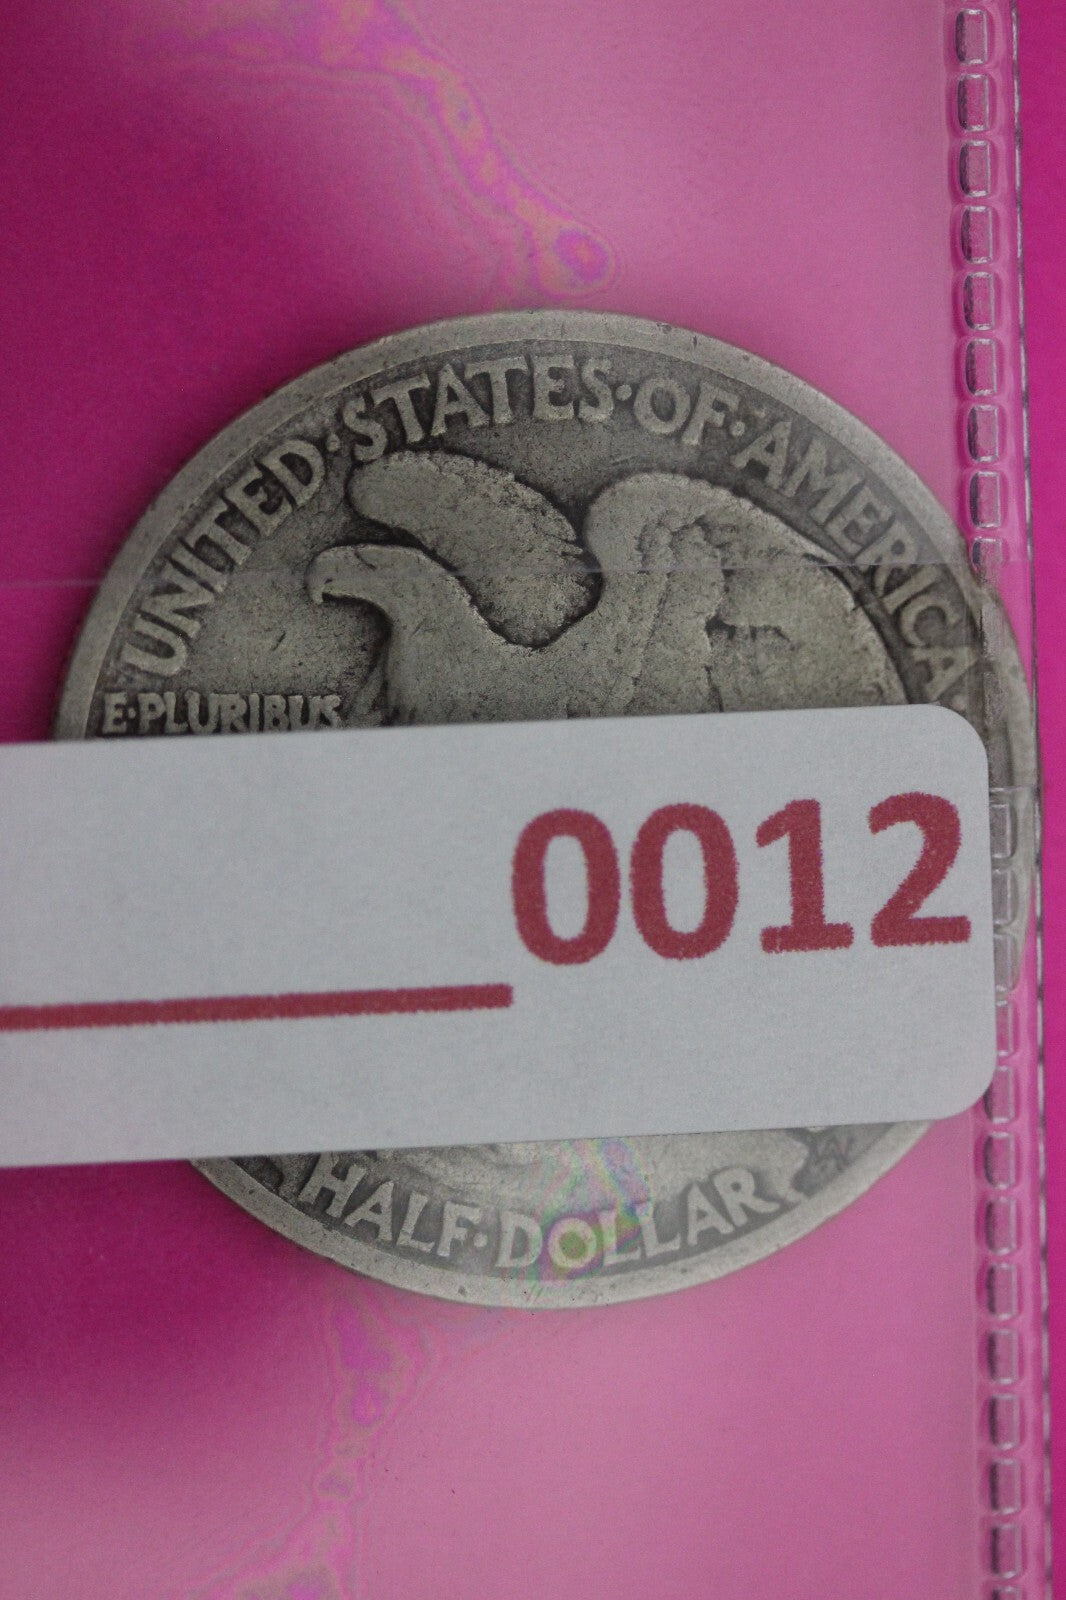 UNITED·STATES·OF·AMERICA·
E·PLURIBUS
0012
HALF·DOLLAR